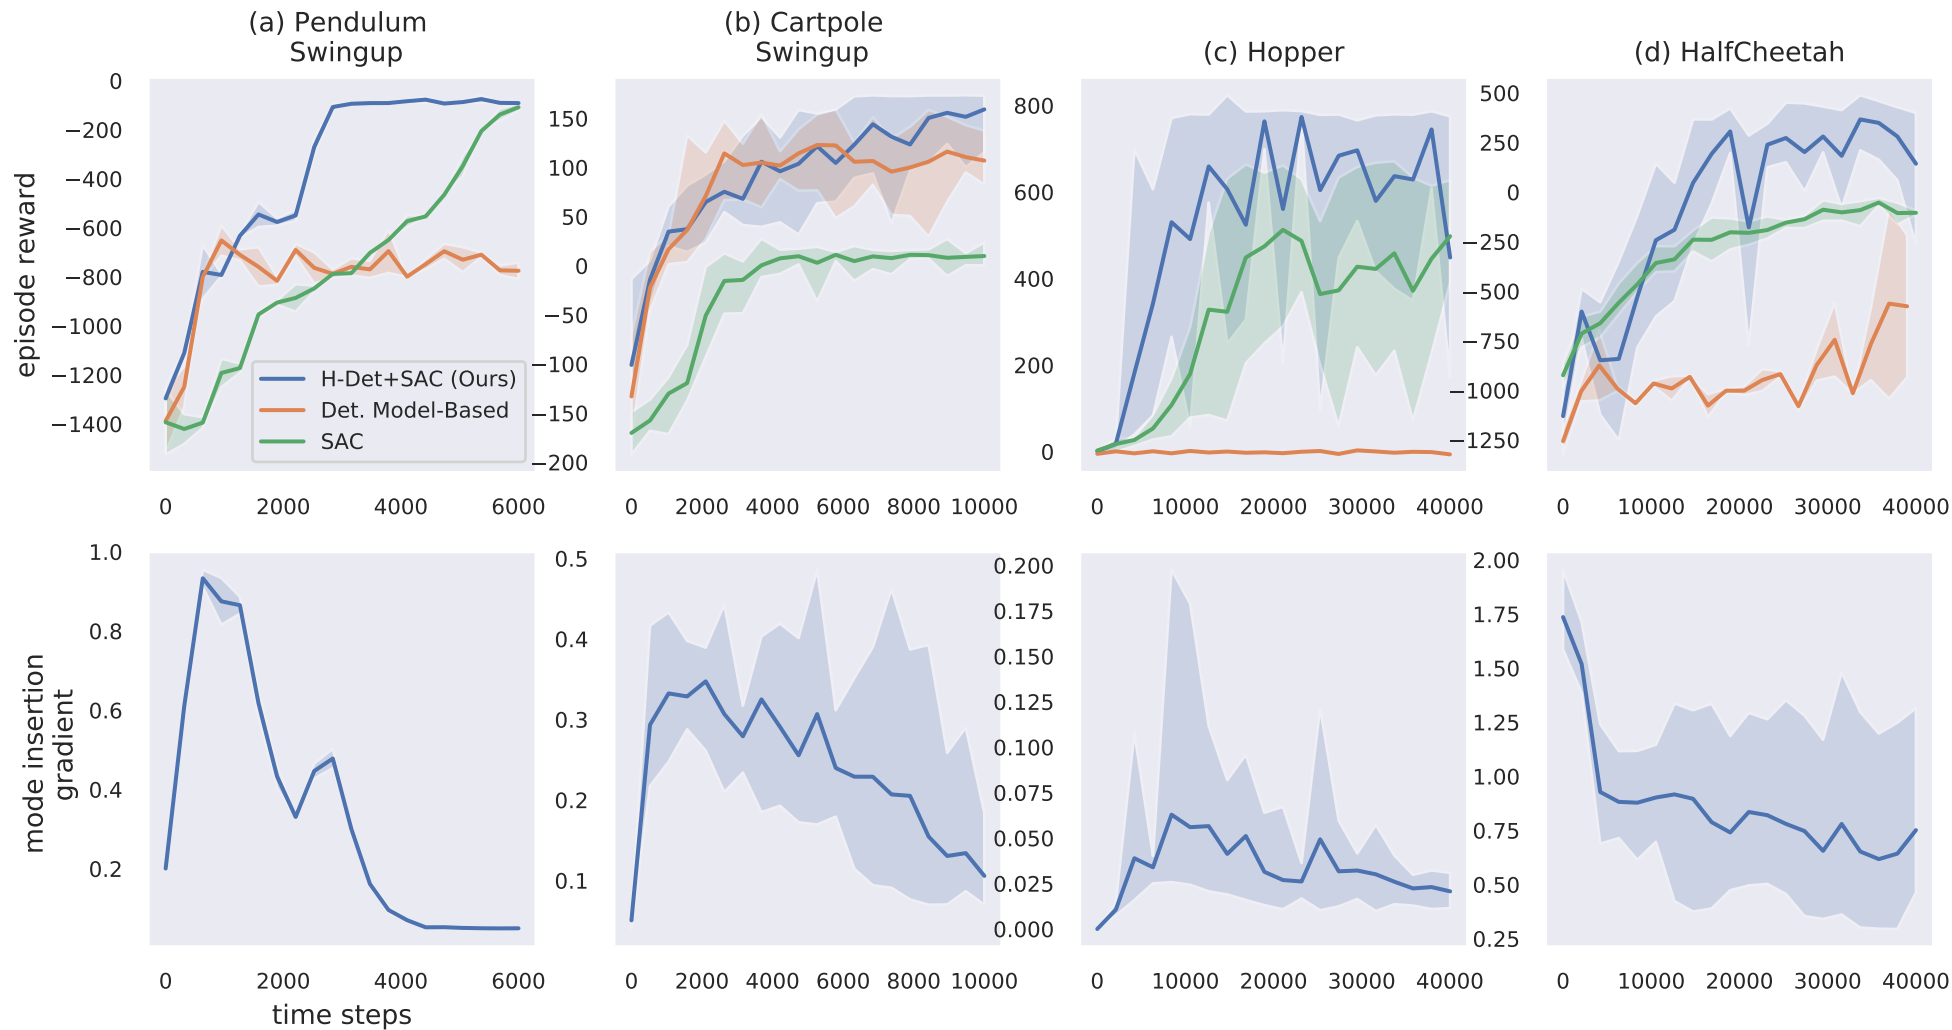 (a) Pendulum
Swingup
(b) Cartpole
Swingup
(c) Hopper
(d) HalfCheetah
episode reward
0
−200
−400
−600
−800
−1000
−1200
−1400
H-Det+SAC (Ours)
Det. Model-Based
SAC
0 2000 4000 6000
150
100
50
0
−50
−100
−150
−200
0 2000 4000 6000 8000 10000
800
600
400
200
0
0 10000 20000 30000 40000
500
250
0
−250
−500
−750
−1000
−1250
0 10000 20000 30000 40000
mode insertion
gradient
1.0
0.8
0.6
0.4
0.2
0 2000 4000 6000
time steps
0.5
0.4
0.3
0.2
0.1
0 2000 4000 6000 8000 10000
0.200
0.175
0.150
0.125
0.100
0.075
0.050
0.025
0.000
0 10000 20000 30000 40000
2.00
1.75
1.50
1.25
1.00
0.75
0.50
0.25
0 10000 20000 30000 40000